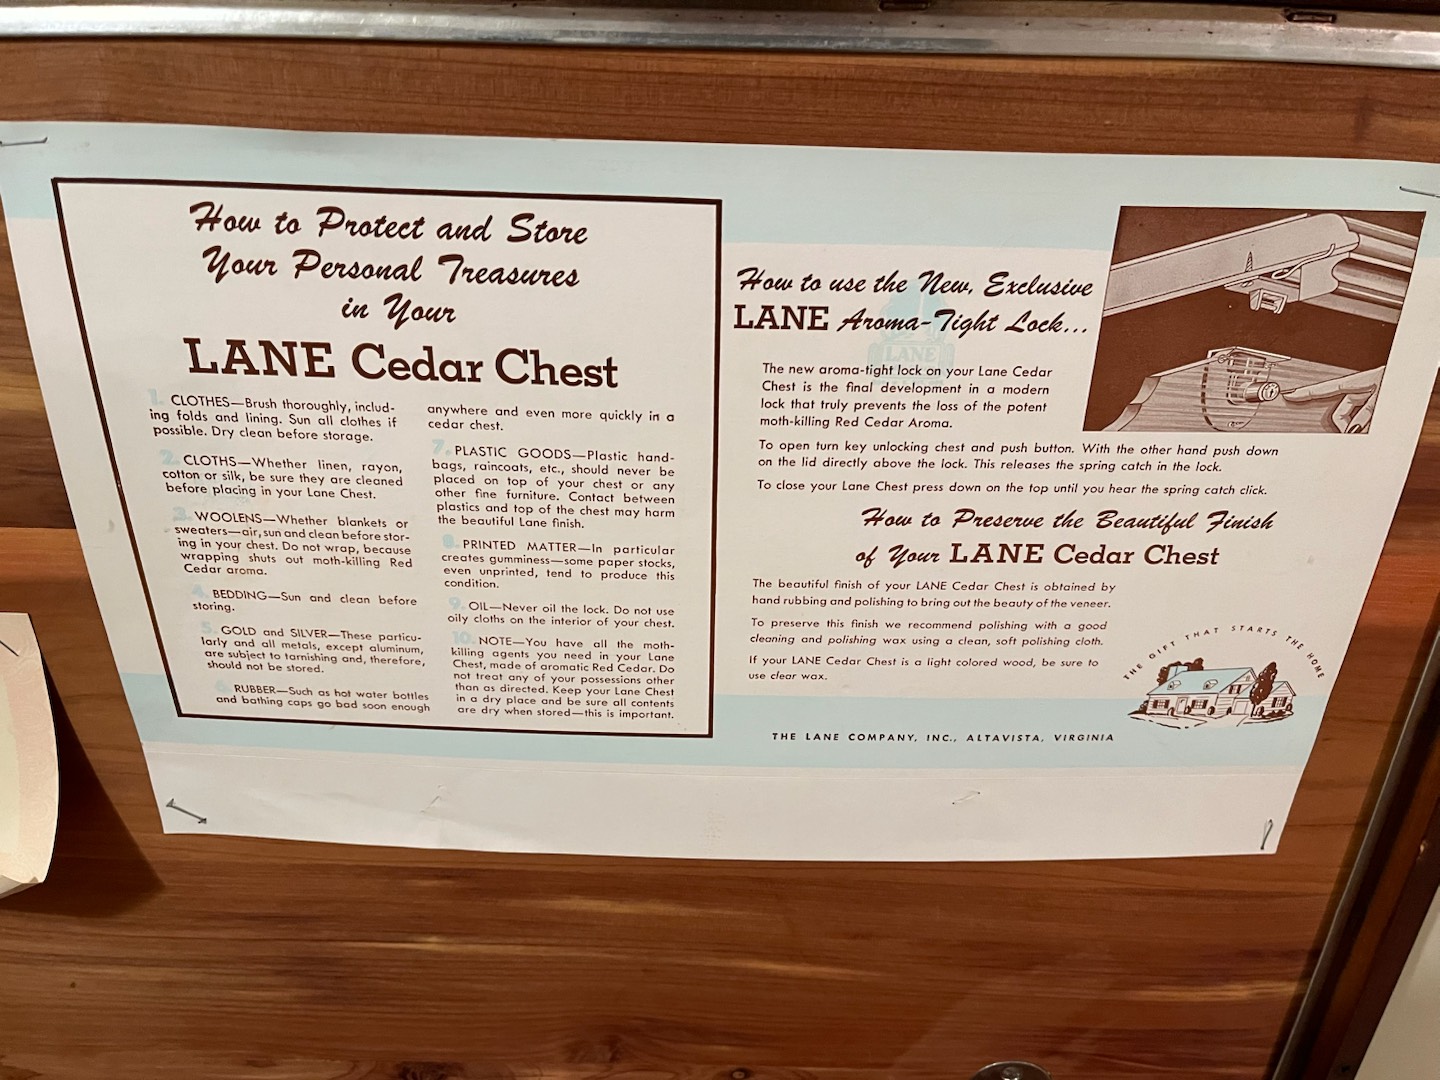 How to Protect and Store
Your Personal Treasures
in Your
LANE Cedar Chest
1. CLOTHES—Brush thoroughly, includ-
ing folds and lining. Sun all clothes if
possible. Dry clean before storage.
2. CLOTHS—Whether linen, rayon,
cotton or silk, be sure they are cleaned
before placing in your Lane Chest.
3. WOOLENS—Whether blankets or
sweaters—air, sun and clean before stor-
ing in your chest. Do not wrap, because
wrapping shuts out moth-killing Red
Cedar aroma.
4. BEDDING—Sun and clean before
storing.
5. GOLD and SILVER—These particu-
larly and all metals, except aluminum,
are subject to tarnishing and, therefore,
should not be stored.
6. RUBBER—Such as hot water bottles
and bathing caps go bad soon enough
anywhere and even more quickly in a
cedar chest.
7. PLASTIC GOODS—Plastic hand-
bags, raincoats, etc., should never be
placed on top of your chest or any
other fine furniture. Contact between
plastics and top of the chest may harm
the beautiful Lane finish.
8. PRINTED MATTER—In particular
creates gumminess—some paper stocks,
even unprinted, tend to produce this
condition.
9. OIL—Never oil the lock. Do not use
oily cloths on the interior of your chest.
10. NOTE—You have all the moth-
killing agents you need in your Lane
Chest, made of aromatic Red Cedar. Do
not treat any of your possessions other
than as directed. Keep your Lane Chest
in a dry place and be sure all contents
are dry when stored—this is important.
How to use the New, Exclusive
LANE Aroma-Tight Lock...
LANE
The new aroma-tight lock on your Lane Cedar
Chest is the final development in a modern
lock that truly prevents the loss of the potent
moth-killing Red Cedar Aroma.
To open turn key unlocking chest and push button. With the other hand push down
on the lid directly above the lock. This releases the spring catch in the lock.
To close your Lane Chest press down on the top until you hear the spring catch click.
How to Preserve the Beautiful Finish
of Your LANE Cedar Chest
The beautiful finish of your LANE Cedar Chest is obtained by
hand rubbing and polishing to bring out the beauty of the veneer.
To preserve this finish we recommend polishing with a good
cleaning and polishing wax using a clean, soft polishing cloth.
If your LANE Cedar Chest is a light colored wood, be sure to
use clear wax.
THE GIFT THAT STARTS THE HOME
THE LANE COMPANY, INC., ALTAVISTA, VIRGINIA